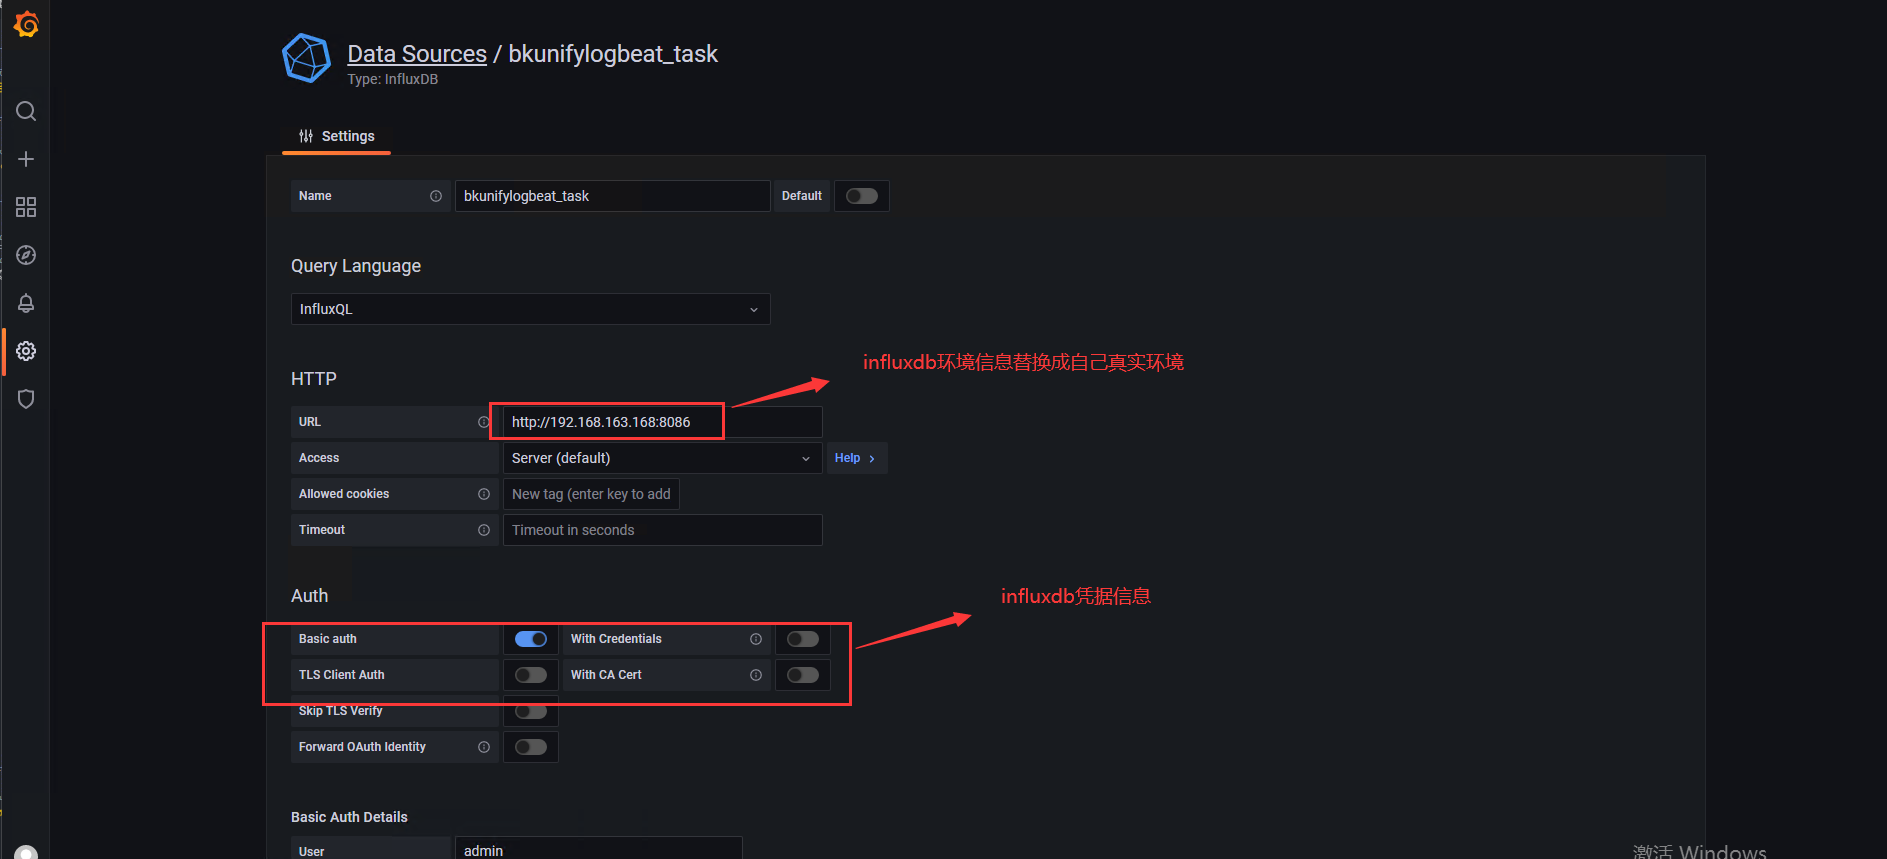 Data Sources / bkunifylogbeat_task
Type: InfluxDB
Settings
Name
bkunifylogbeat_task
Default
Query Language
InfluxQL
influxdb环境信息替换成自己真实环境
HTTP
URL
http://192.168.163.168:8086
Access
Server (default)
Help
Allowed cookies
New tag (enter key to add
Timeout
Timeout in seconds
Auth
influxdb凭据信息
Basic auth
With Credentials
TLS Client Auth
With CA Cert
Skip TLS Verify
Forward OAuth Identity
Basic Auth Details
User
admin
激活 Windows